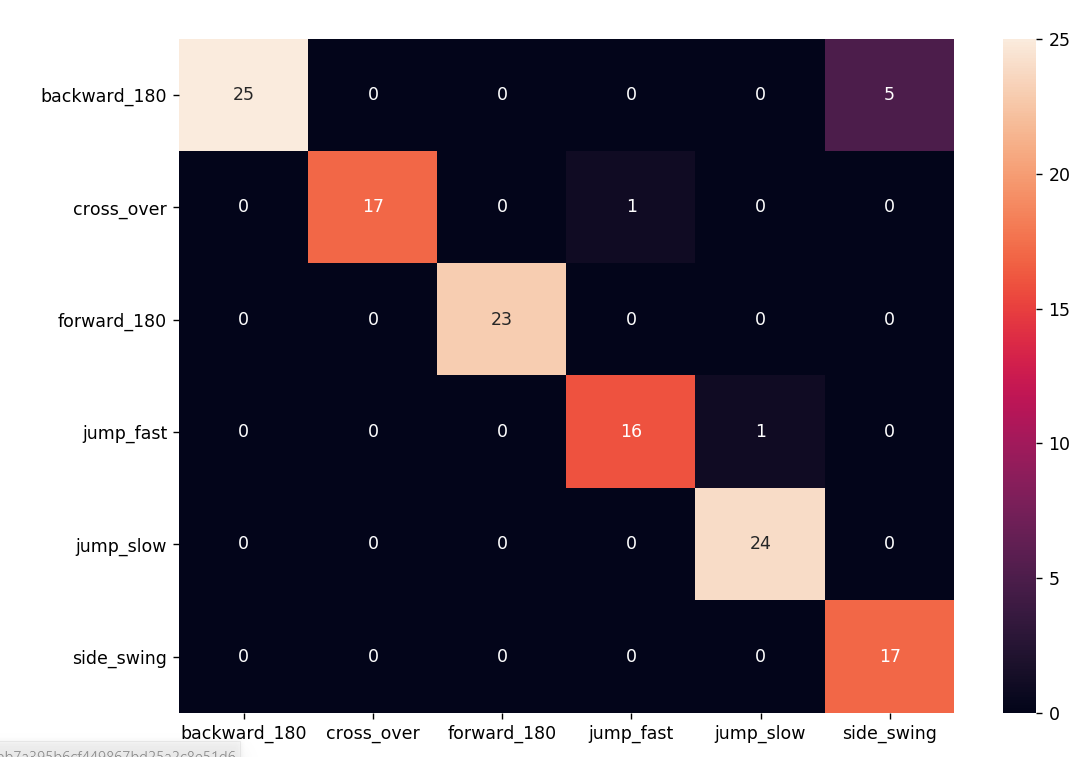 25
backward_180 25 0 0 0 0 5
20
cross_over 0 17 0 1 0 0
15
forward_180 0 0 23 0 0 0
jump_fast 0 0 0 16 1 0
10
jump_slow 0 0 0 0 24 0
5
side_swing 0 0 0 0 0 17
0
backward_180 cross_over forward_180 jump_fast jump_slow side_swing